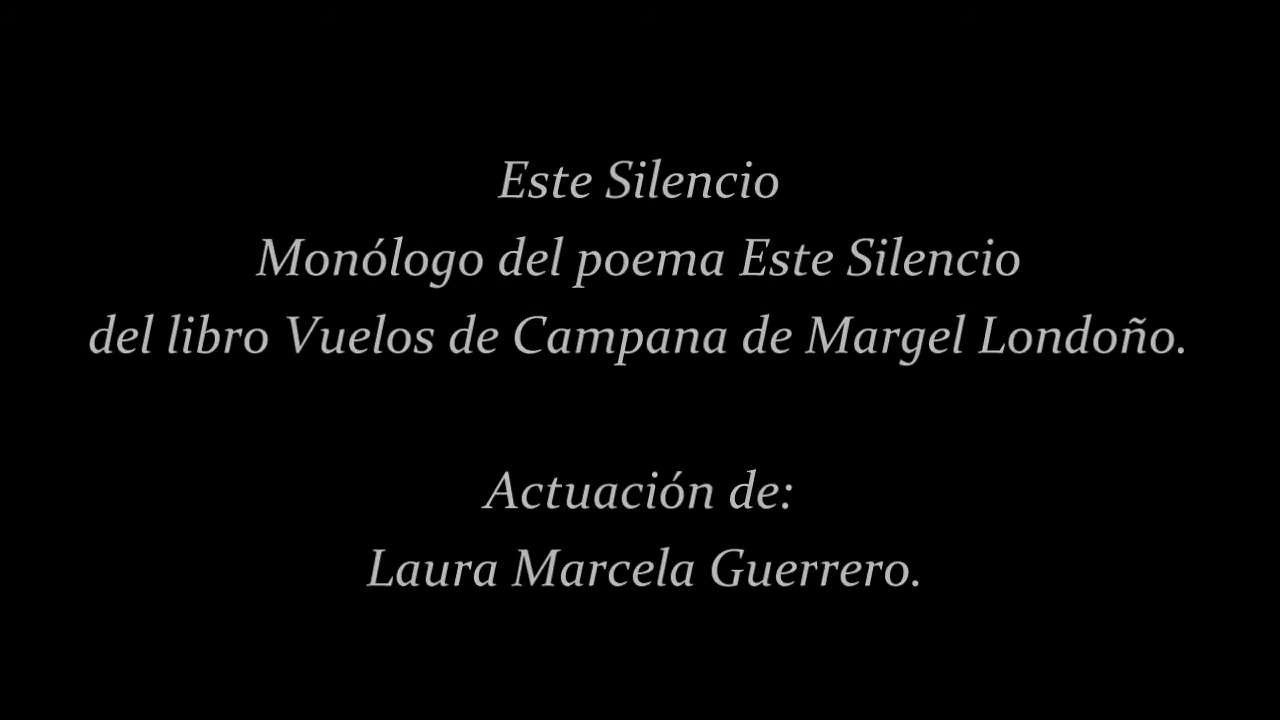 Este Silencio
Monólogo del poema Este Silencio
del libro Vuelos de Campana de Margel Londoño.
Actuación de:
Laura Marcela Guerrero.